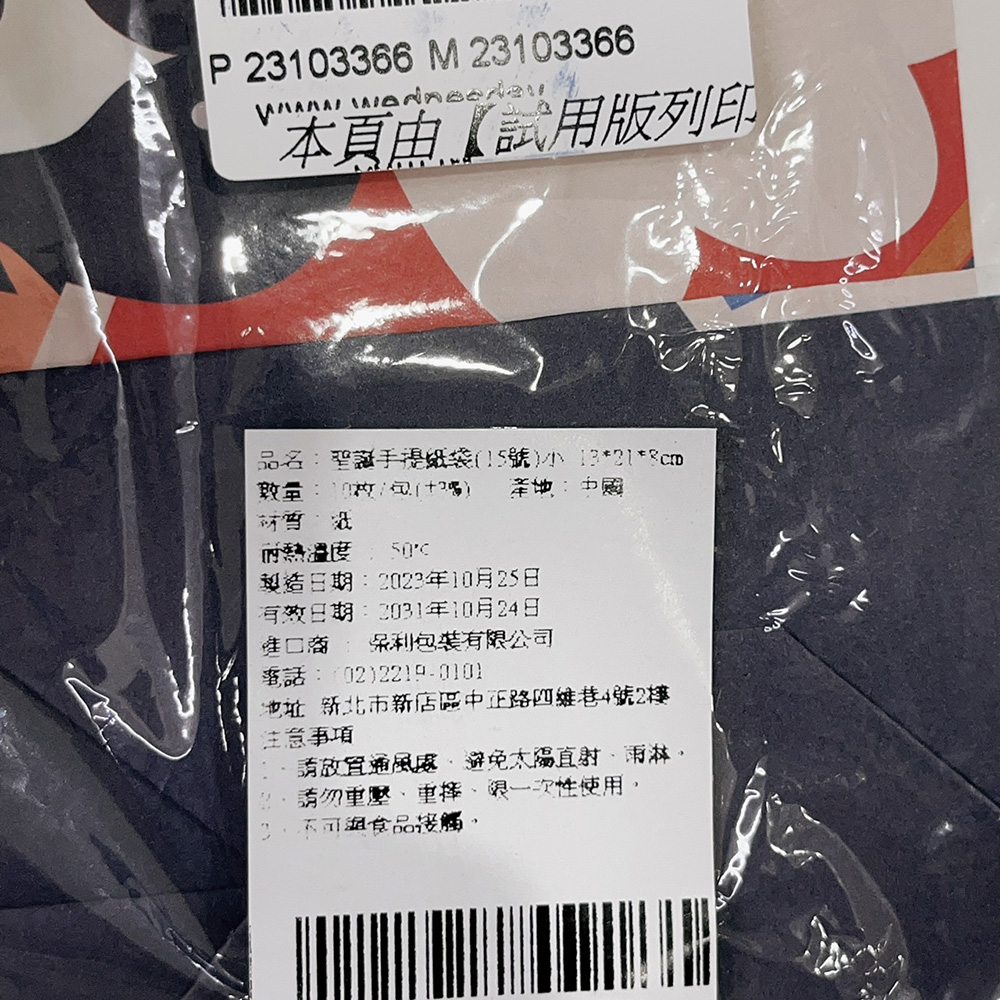 P 23103366 M 23103366
www.wednesday
本頁由【試用版列印
品名：聖誕手提紙袋(15號)小 13*21*8cm
數量：10枚/包(±3%) 產地：中國
材質：紙
耐熱溫度 ： 50℃
製造日期：2023年10月25日
有效日期：2031年10月24日
進口商 ： 保利包裝有限公司
電話：(02)2219-0101
地址 新北市新店區中正路四維巷4號2樓
注意事項
1、請放置通風處、避免太陽直射、雨淋。
2、請勿重壓、重摔、限一次性使用。
3、不可與食品接觸。